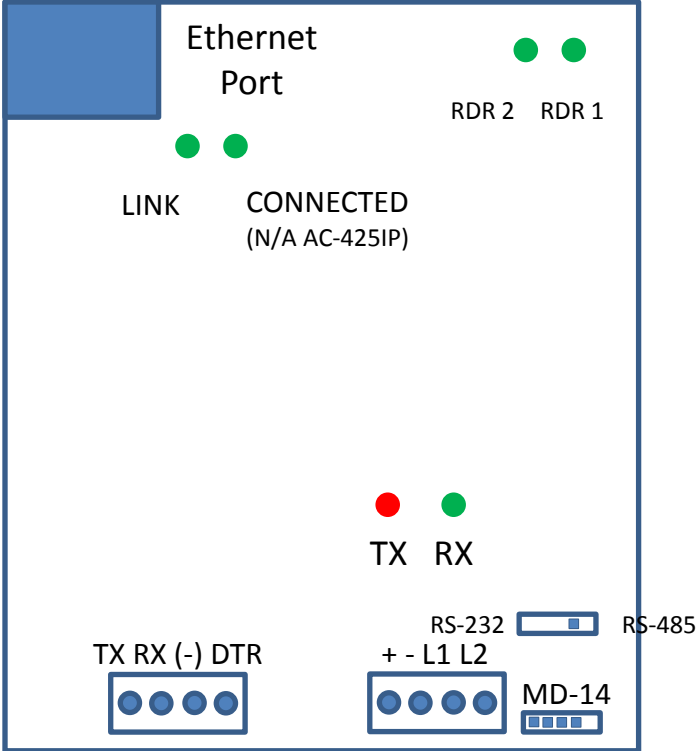 Ethernet
Port
RDR 2 RDR 1
LINK CONNECTED
(N/A AC-425IP)
TX RX
RS-232 RS-485
TX RX (-) DTR + - L1 L2
MD-14